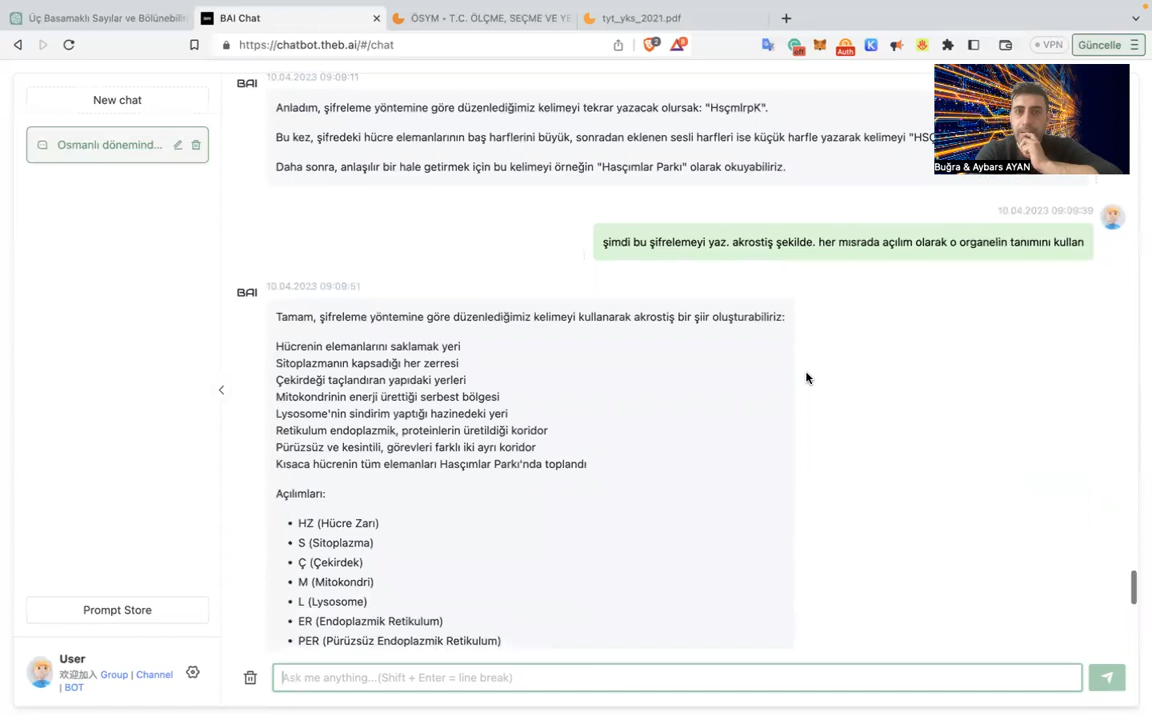 Üç Basamaklı Sayılar ve Bölünebilir
BAI Chat
ÖSYM - T.C. ÖLÇME, SEÇME VE YE
tyt_yks_2021.pdf
https://chatbot.theb.ai/#/chat
VPN
Güncelle
New chat
Osmanlı dönemind...
BAI
10.04.2023 09:09:11
Anladım, şifreleme yöntemine göre düzenlediğimiz kelimeyi tekrar yazacak olursak: "HsçmlrpK".
Bu kez, şifredeki hücre elemanlarının baş harflerini büyük, sonradan eklenen sesli harfleri ise küçük harfle yazarak kelimeyi
Daha sonra, anlaşılır bir hale getirmek için bu kelimeyi örneğin "Hasçımlar Parkı" olarak okuyabiliriz.
Buğra & Aybars AYAN
10.04.2023 09:09:39
şimdi bu şifrelemeyi yaz. akrostiş şekilde. her mısrada açılım olarak o organelin tanımını kullan
BAI
10.04.2023 09:09:51
Tamam, şifreleme yöntemine göre düzenlediğimiz kelimeyi kullanarak akrostiş bir şiir oluşturabiliriz:
Hücrenin elemanlarını saklamak yeri
Sitoplazmanın kapsadığı her zerresi
Çekirdeği taçlandıran yapıdaki yerleri
Mitokondrinin enerji ürettiği serbest bölgesi
Lysosome'nin sindirim yaptığı hazinedeki yeri
Retikulum endoplazmik, proteinlerin üretildiği koridor
Pürüzsüz ve kesintili, görevleri farklı iki ayrı koridor
Kısaca hücrenin tüm elemanları Hasçımlar Parkı'nda toplandı
Açılımları:
• HZ (Hücre Zarı)
• S (Sitoplazma)
• Ç (Çekirdek)
• M (Mitokondri)
• L (Lysosome)
• ER (Endoplazmik Retikulum)
• PER (Pürüzsüz Endoplazmik Retikulum)
Prompt Store
User
欢迎加入 Group | Channel
| BOT
Ask me anything...(Shift + Enter = line break)